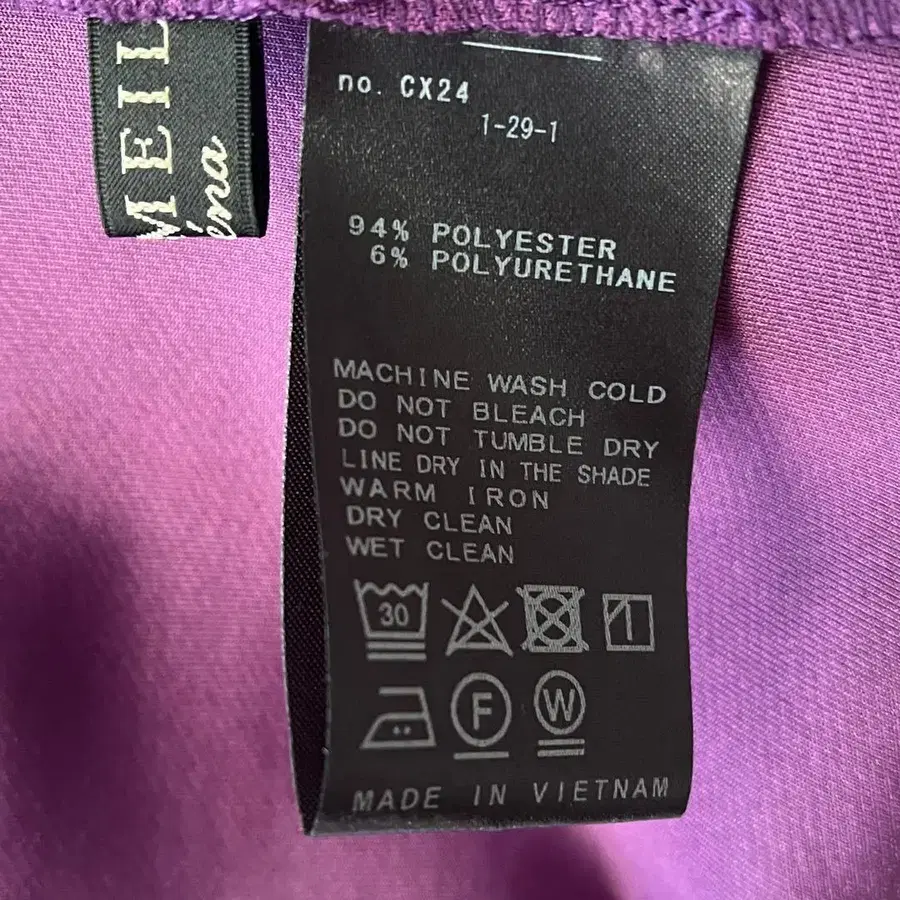 MEIL
no. CX24
1-29-1
94% POLYESTER
6% POLYURETHANE
MACHINE WASH COLD
DO NOT BLEACH
DO NOT TUMBLE DRY
LINE DRY IN THE SHADE
WARM IRON
DRY CLEAN
WET CLEAN
30
F W
MADE IN VIETNAM